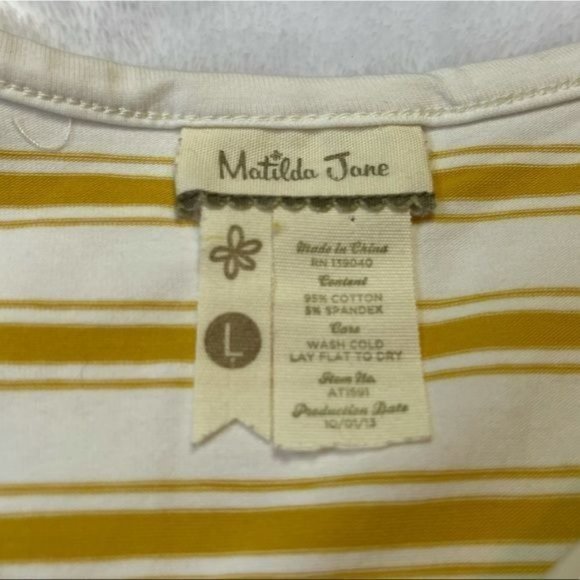 Matilda Jane
L
Made in China
RN 139040
Content
95% COTTON
5% SPANDEX
Care
WASH COLD
LAY FLAT TO DRY
Item No.
AT1591
Production Date
10/01/13